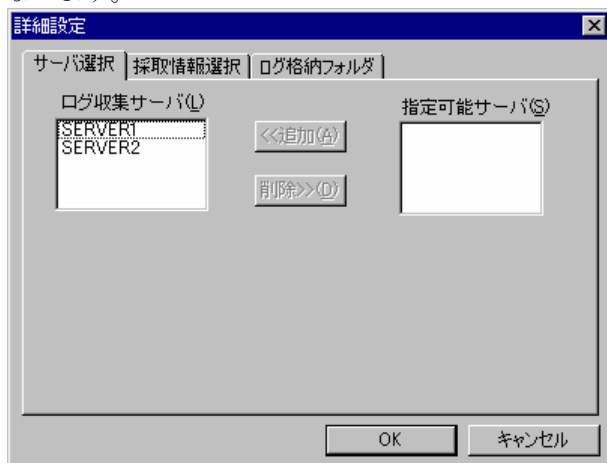 詳細設定
サーバ選択 採取情報選択 ログ格納フォルダ
ログ収集サーバ(L) 指定可能サーバ(S)
SERVER1
SERVER2
<<追加(A)
削除>>(D)
OK キャンセル